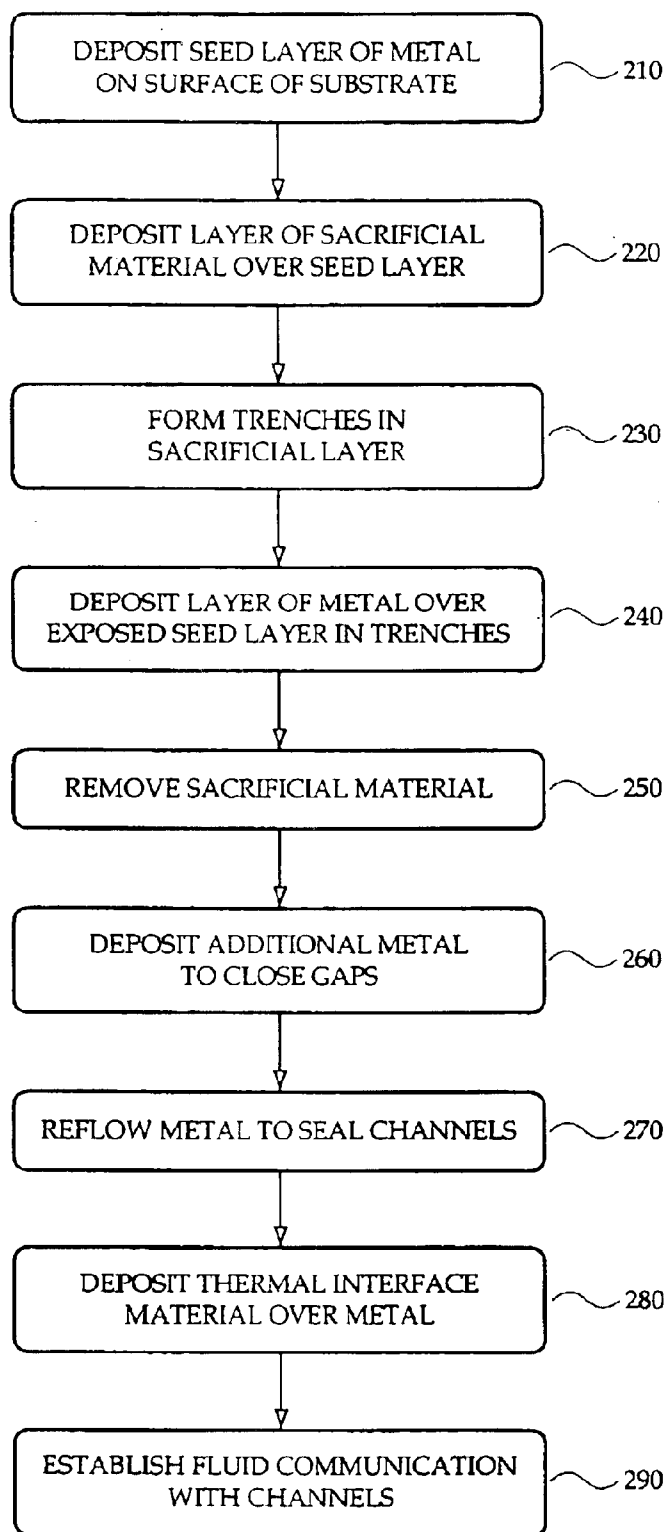 DEPOSIT SEED LAYER OF METAL
ON SURFACE OF SUBSTRATE
210
DEPOSIT LAYER OF SACRIFICIAL
MATERIAL OVER SEED LAYER
220
FORM TRENCHES IN
SACRIFICIAL LAYER
230
DEPOSIT LAYER OF METAL OVER
EXPOSED SEED LAYER IN TRENCHES
240
REMOVE SACRIFICIAL MATERIAL
250
DEPOSIT ADDITIONAL METAL
TO CLOSE GAPS
260
REFLOW METAL TO SEAL CHANNELS
270
DEPOSIT THERMAL INTERFACE
MATERIAL OVER METAL
280
ESTABLISH FLUID COMMUNICATION
WITH CHANNELS
290